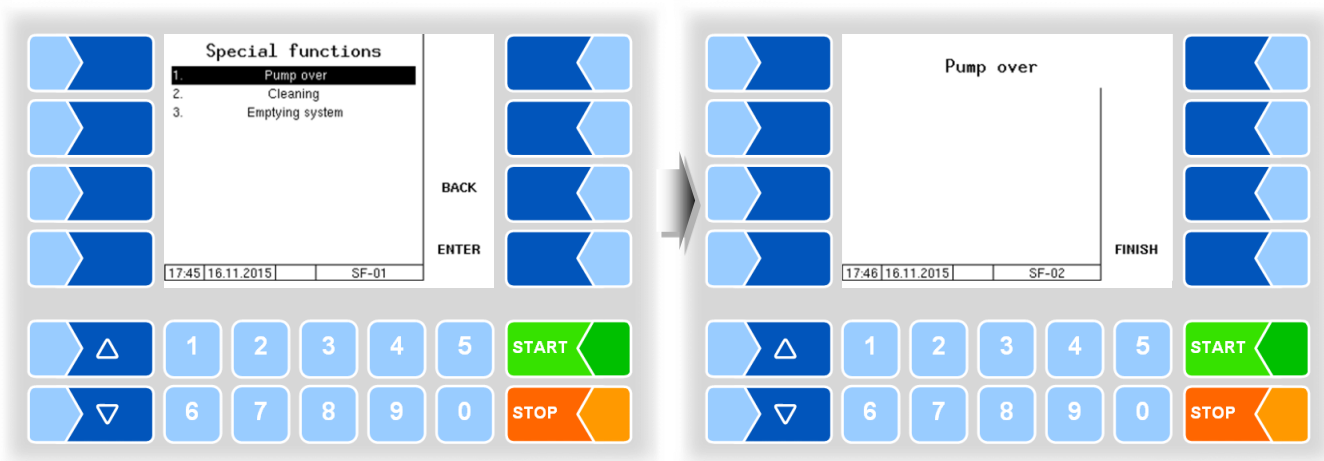 Special functions
1. Pump over
2. Cleaning
3. Emptying system
BACK
ENTER
17:45 16.11.2015 SF-01
1 2 3 4 5 START
6 7 8 9 0 STOP
Pump over
FINISH
17:46 16.11.2015 SF-02
1 2 3 4 5 START
6 7 8 9 0 STOP